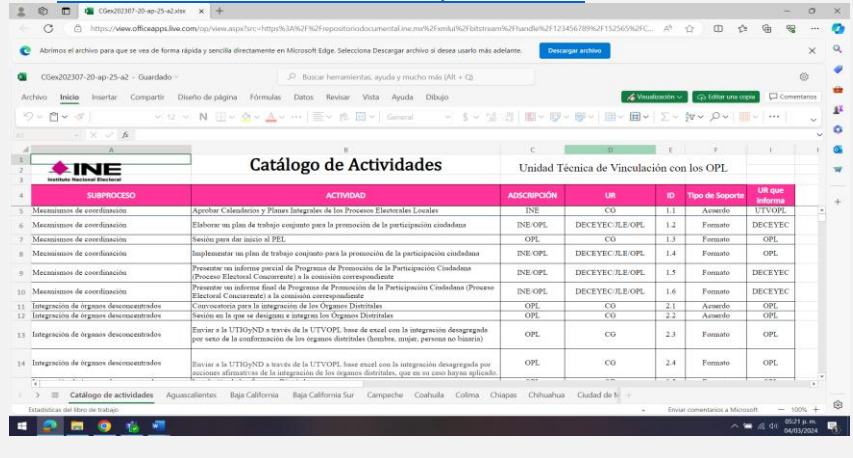 CGex202307-20-ap-25-a2.xlsx
https://view.officeapps.live.com/op/view.aspx?src=https%3A%2F%2Frepositoriodocumental.ine.mx%2Fxmlui%2Fbitstream%2Fhandle%2F123456789%2F152565%2FC...
Abrimos el archivo para que se vea de forma rápida y sencilla directamente en Microsoft Edge. Selecciona Descargar archivo si desea usarlo más adelante. Descargar archivo
CGex202307-20-ap-25-a2 - Guardado
Buscar herramientas, ayuda y mucho más (Alt + Q)
Archivo Inicio Insertar Compartir Diseño de página Fórmulas Datos Revisar Vista Ayuda Dibujo Visualización Editar una copia Comentarios
12 N General
fx
A B C D E F I
1
2 INE Catálogo de Actividades Unidad Técnica de Vinculación con los OPL
3 Instituto Nacional Electoral
4 SUBPROCESO ACTIVIDAD ADSCRIPCIÓN UR ID Tipo de Soporte UR que informa
5 Mecanismos de coordinación Aprobar Calendarios y Planes Integrales de los Procesos Electorales Locales INE CG 1.1 Acuerdo UTVOPL
6 Mecanismos de coordinación Elaborar un plan de trabajo conjunto para la promoción de la participación ciudadana INE/OPL DECEYEC/JLE/OPL 1.2 Formato DECEYEC
7 Mecanismos de coordinación Sesión para dar inicio al PEL OPL CG 1.3 Formato OPL
8 Mecanismos de coordinación Implementar un plan de trabajo conjunto para la promoción de la participación ciudadana INE/OPL DECEYEC/JLE/OPL 1.4 Formato OPL
9 Mecanismos de coordinación Presentar un informe parcial de Programa de Promoción de la Participación Ciudadana
(Proceso Electoral Concurrente) a la comisión correspondiente INE/OPL DECEYEC/JLE/OPL 1.5 Formato DECEYEC
10 Mecanismos de coordinación Presentar un informe final de Programa de Promoción de la Participación Ciudadana (Proceso
Electoral Concurrente) a la comisión correspondiente INE/OPL DECEYEC/JLE/OPL 1.6 Formato DECEYEC
11 Integración de órganos desconcentrados Convocatoria para la integración de los Órganos Distritales OPL CG 2.1 Acuerdo OPL
12 Integración de órganos desconcentrados Sesión en la que se designan e integran los Órganos Distritales OPL CG 2.2 Acuerdo OPL
13 Integración de órganos desconcentrados Enviar a la UTIGyND a través de la UTVOPL base de excel con la integración desagregada
por sexo de la conformación de los órganos distritales (hombre, mujer, persona no binaria) OPL CG 2.3 Formato OPL
14 Integración de órganos desconcentrados Enviar a la UTIGyND a través de la UTVOPL base excel con la integración desagregada por
acciones afirmativas de la integración de los órganos distritales, que en su caso hayan aplicado. OPL CG 2.4 Formato OPL
Catálogo de actividades Aguascalientes Baja California Baja California Sur Campeche Coahuila Colima Chiapas Chihuahua Ciudad de M
Estadísticas del libro de trabajo Enviar comentarios a Microsoft 100%
05:21 p. m.
04/03/2024